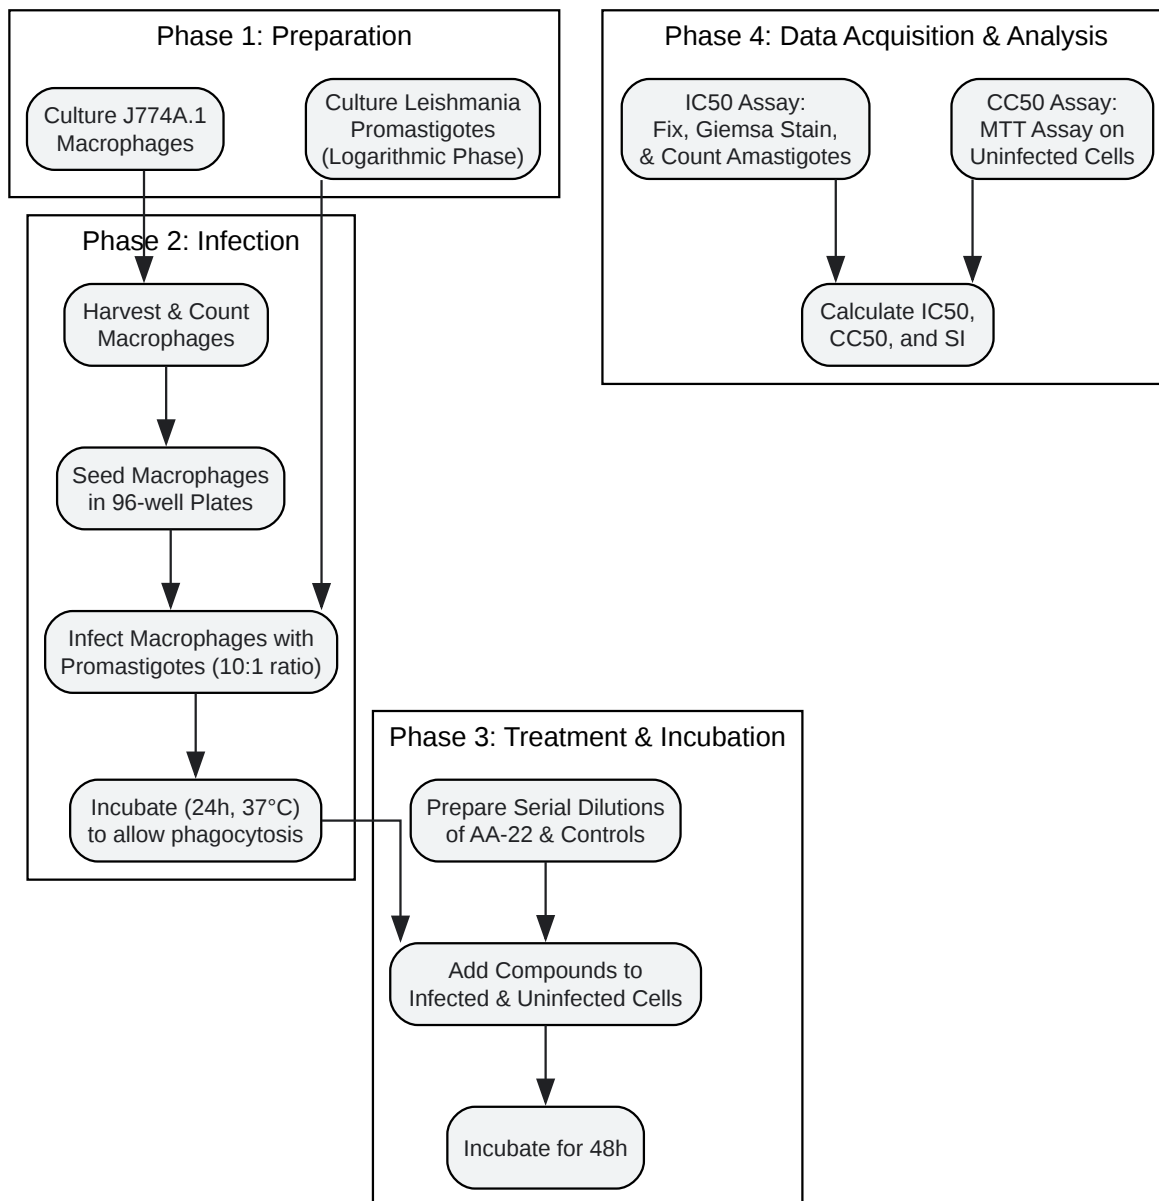 Phase 1: Preparation
Culture J774A.1
Macrophages
Culture Leishmania
Promastigotes
(Logarithmic Phase)
Phase 2: Infection
Harvest & Count
Macrophages
Seed Macrophages
in 96-well Plates
Infect Macrophages with
Promastigotes (10:1 ratio)
Incubate (24h, 37°C)
to allow phagocytosis
Phase 3: Treatment & Incubation
Prepare Serial Dilutions
of AA-22 & Controls
Add Compounds to
Infected & Uninfected Cells
Incubate for 48h
Phase 4: Data Acquisition & Analysis
IC50 Assay:
Fix, Giemsa Stain,
& Count Amastigotes
CC50 Assay:
MTT Assay on
Uninfected Cells
Calculate IC50,
CC50, and SI